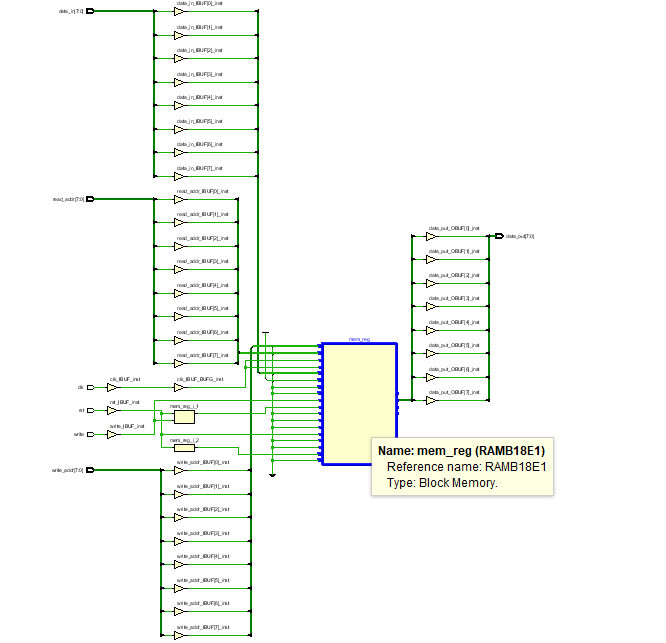 data_in[7:0]
data_in_IBUF[0]_inst
data_in_IBUF[1]_inst
data_in_IBUF[2]_inst
data_in_IBUF[3]_inst
data_in_IBUF[4]_inst
data_in_IBUF[5]_inst
data_in_IBUF[6]_inst
data_in_IBUF[7]_inst
read_addr[7:0]
read_addr_IBUF[0]_inst
read_addr_IBUF[1]_inst
read_addr_IBUF[2]_inst
read_addr_IBUF[3]_inst
read_addr_IBUF[4]_inst
read_addr_IBUF[5]_inst
read_addr_IBUF[6]_inst
read_addr_IBUF[7]_inst
clk
clk_IBUF_inst
clk_IBUF_BUFG_inst
rst
rst_IBUF_inst
mem_reg_i_1
write
write_IBUF_inst
mem_reg_i_2
write_addr[7:0]
write_addr_IBUF[0]_inst
write_addr_IBUF[1]_inst
write_addr_IBUF[2]_inst
write_addr_IBUF[3]_inst
write_addr_IBUF[4]_inst
write_addr_IBUF[5]_inst
write_addr_IBUF[6]_inst
write_addr_IBUF[7]_inst
mem_reg
data_out_OBUF[0]_inst
data_out[7:0]
data_out_OBUF[1]_inst
data_out_OBUF[2]_inst
data_out_OBUF[3]_inst
data_out_OBUF[4]_inst
data_out_OBUF[5]_inst
data_out_OBUF[6]_inst
data_out_OBUF[7]_inst
Name: mem_reg (RAMB18E1)
Reference name: RAMB18E1
Type: Block Memory.